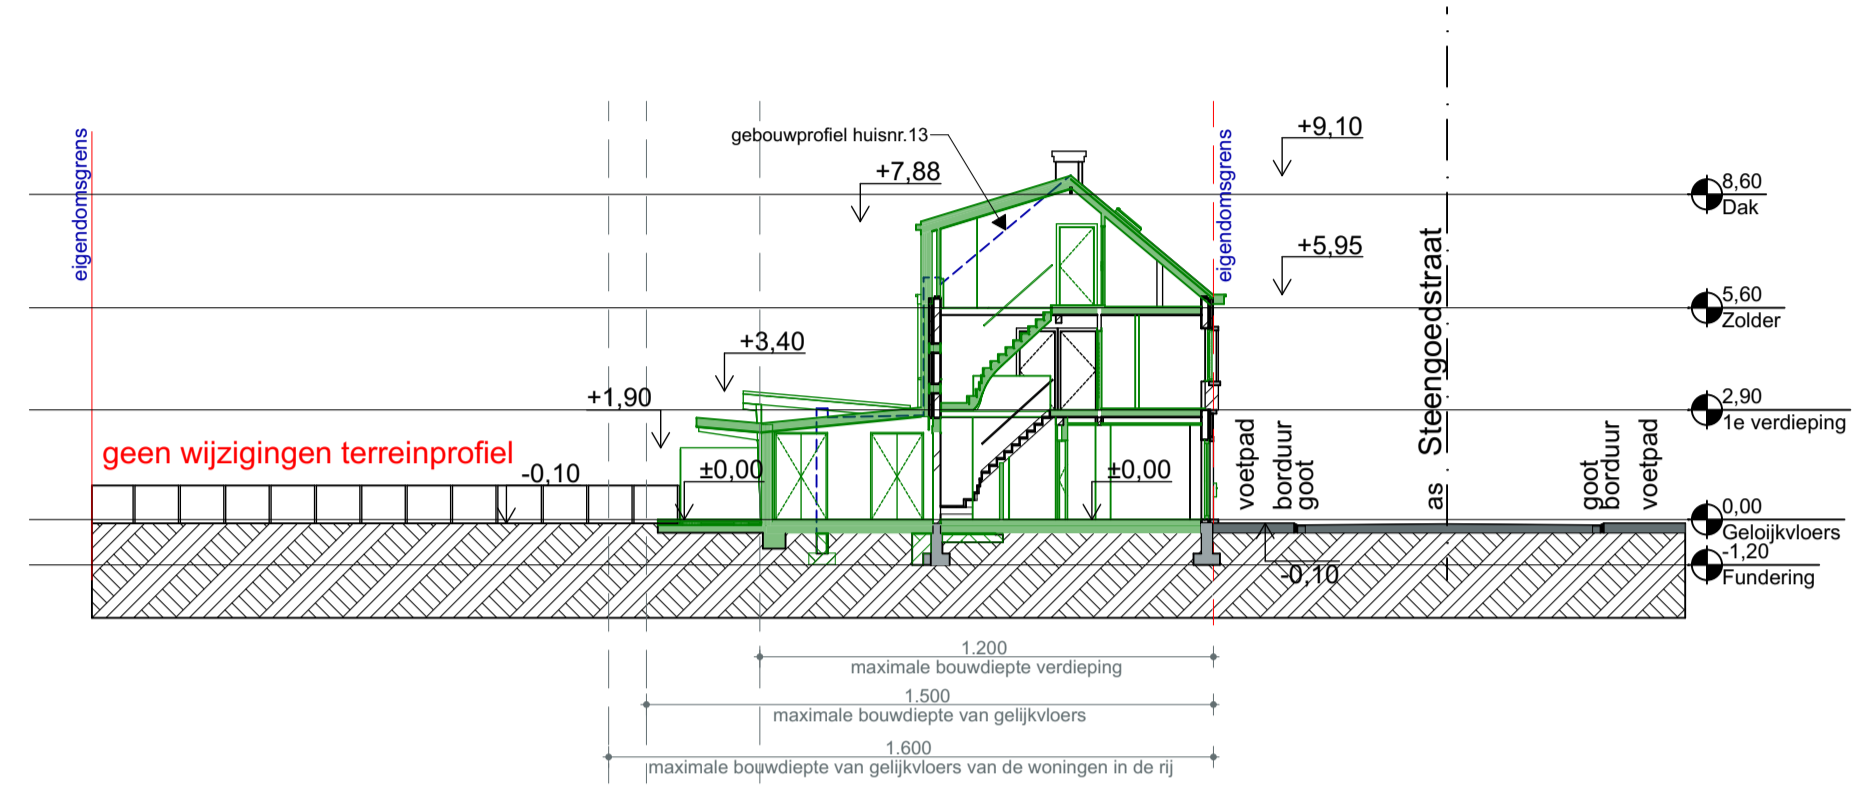 eigendomsgrens
gebouwprofiel huisnr.13
+7,88
+9,10
+5,95
eigendomsgrens
Steengoedstraat
as
8,60
Dak
5,60
Zolder
+3,40
+1,90
2,90
1e verdieping
geen wijzigingen terreinprofiel
-0,10
±0,00
±0,00
voetpad
borduur
goot
goot
borduur
voetpad
0,00
Geloijkvloers
-1,20
Fundering
-0,10
1.200
maximale bouwdiepte verdieping
1.500
maximale bouwdiepte van gelijkvloers
1.600
maximale bouwdiepte van gelijkvloers van de woningen in de rij